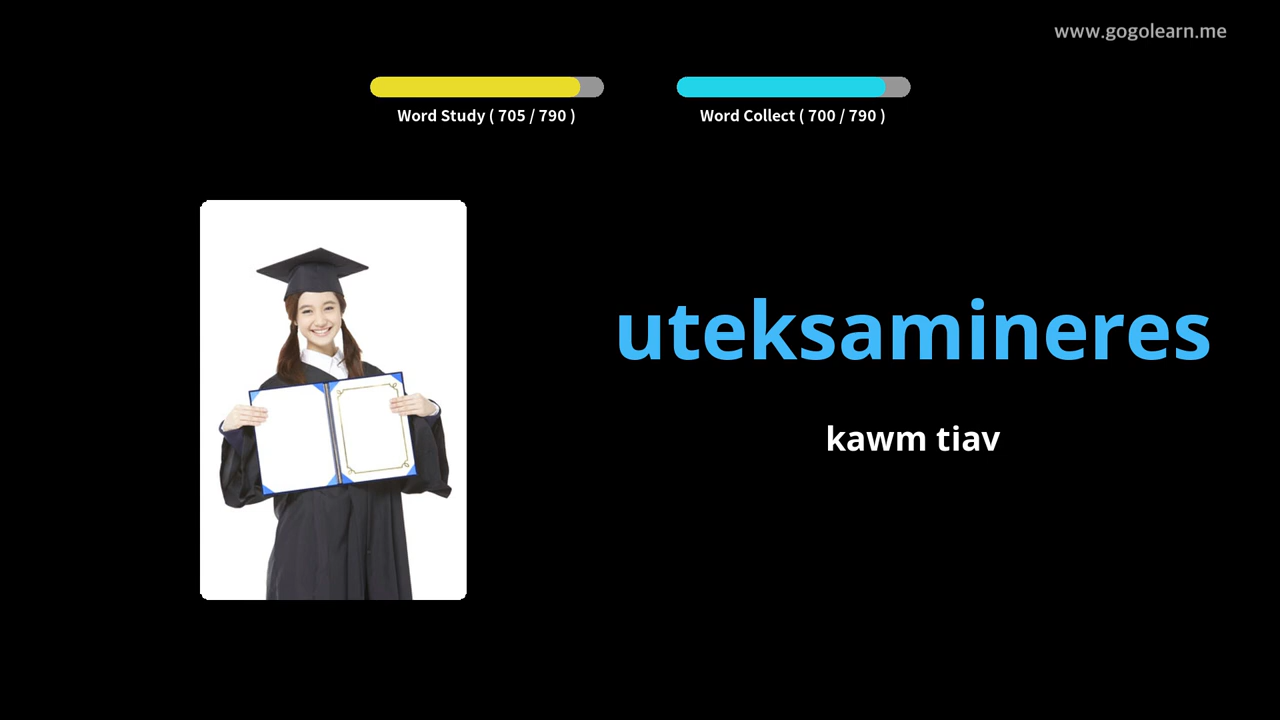 www.gogolearn.me
Word Study ( 705 / 790 )
Word Collect ( 700 / 790 )
uteksamineres
kawm tiav